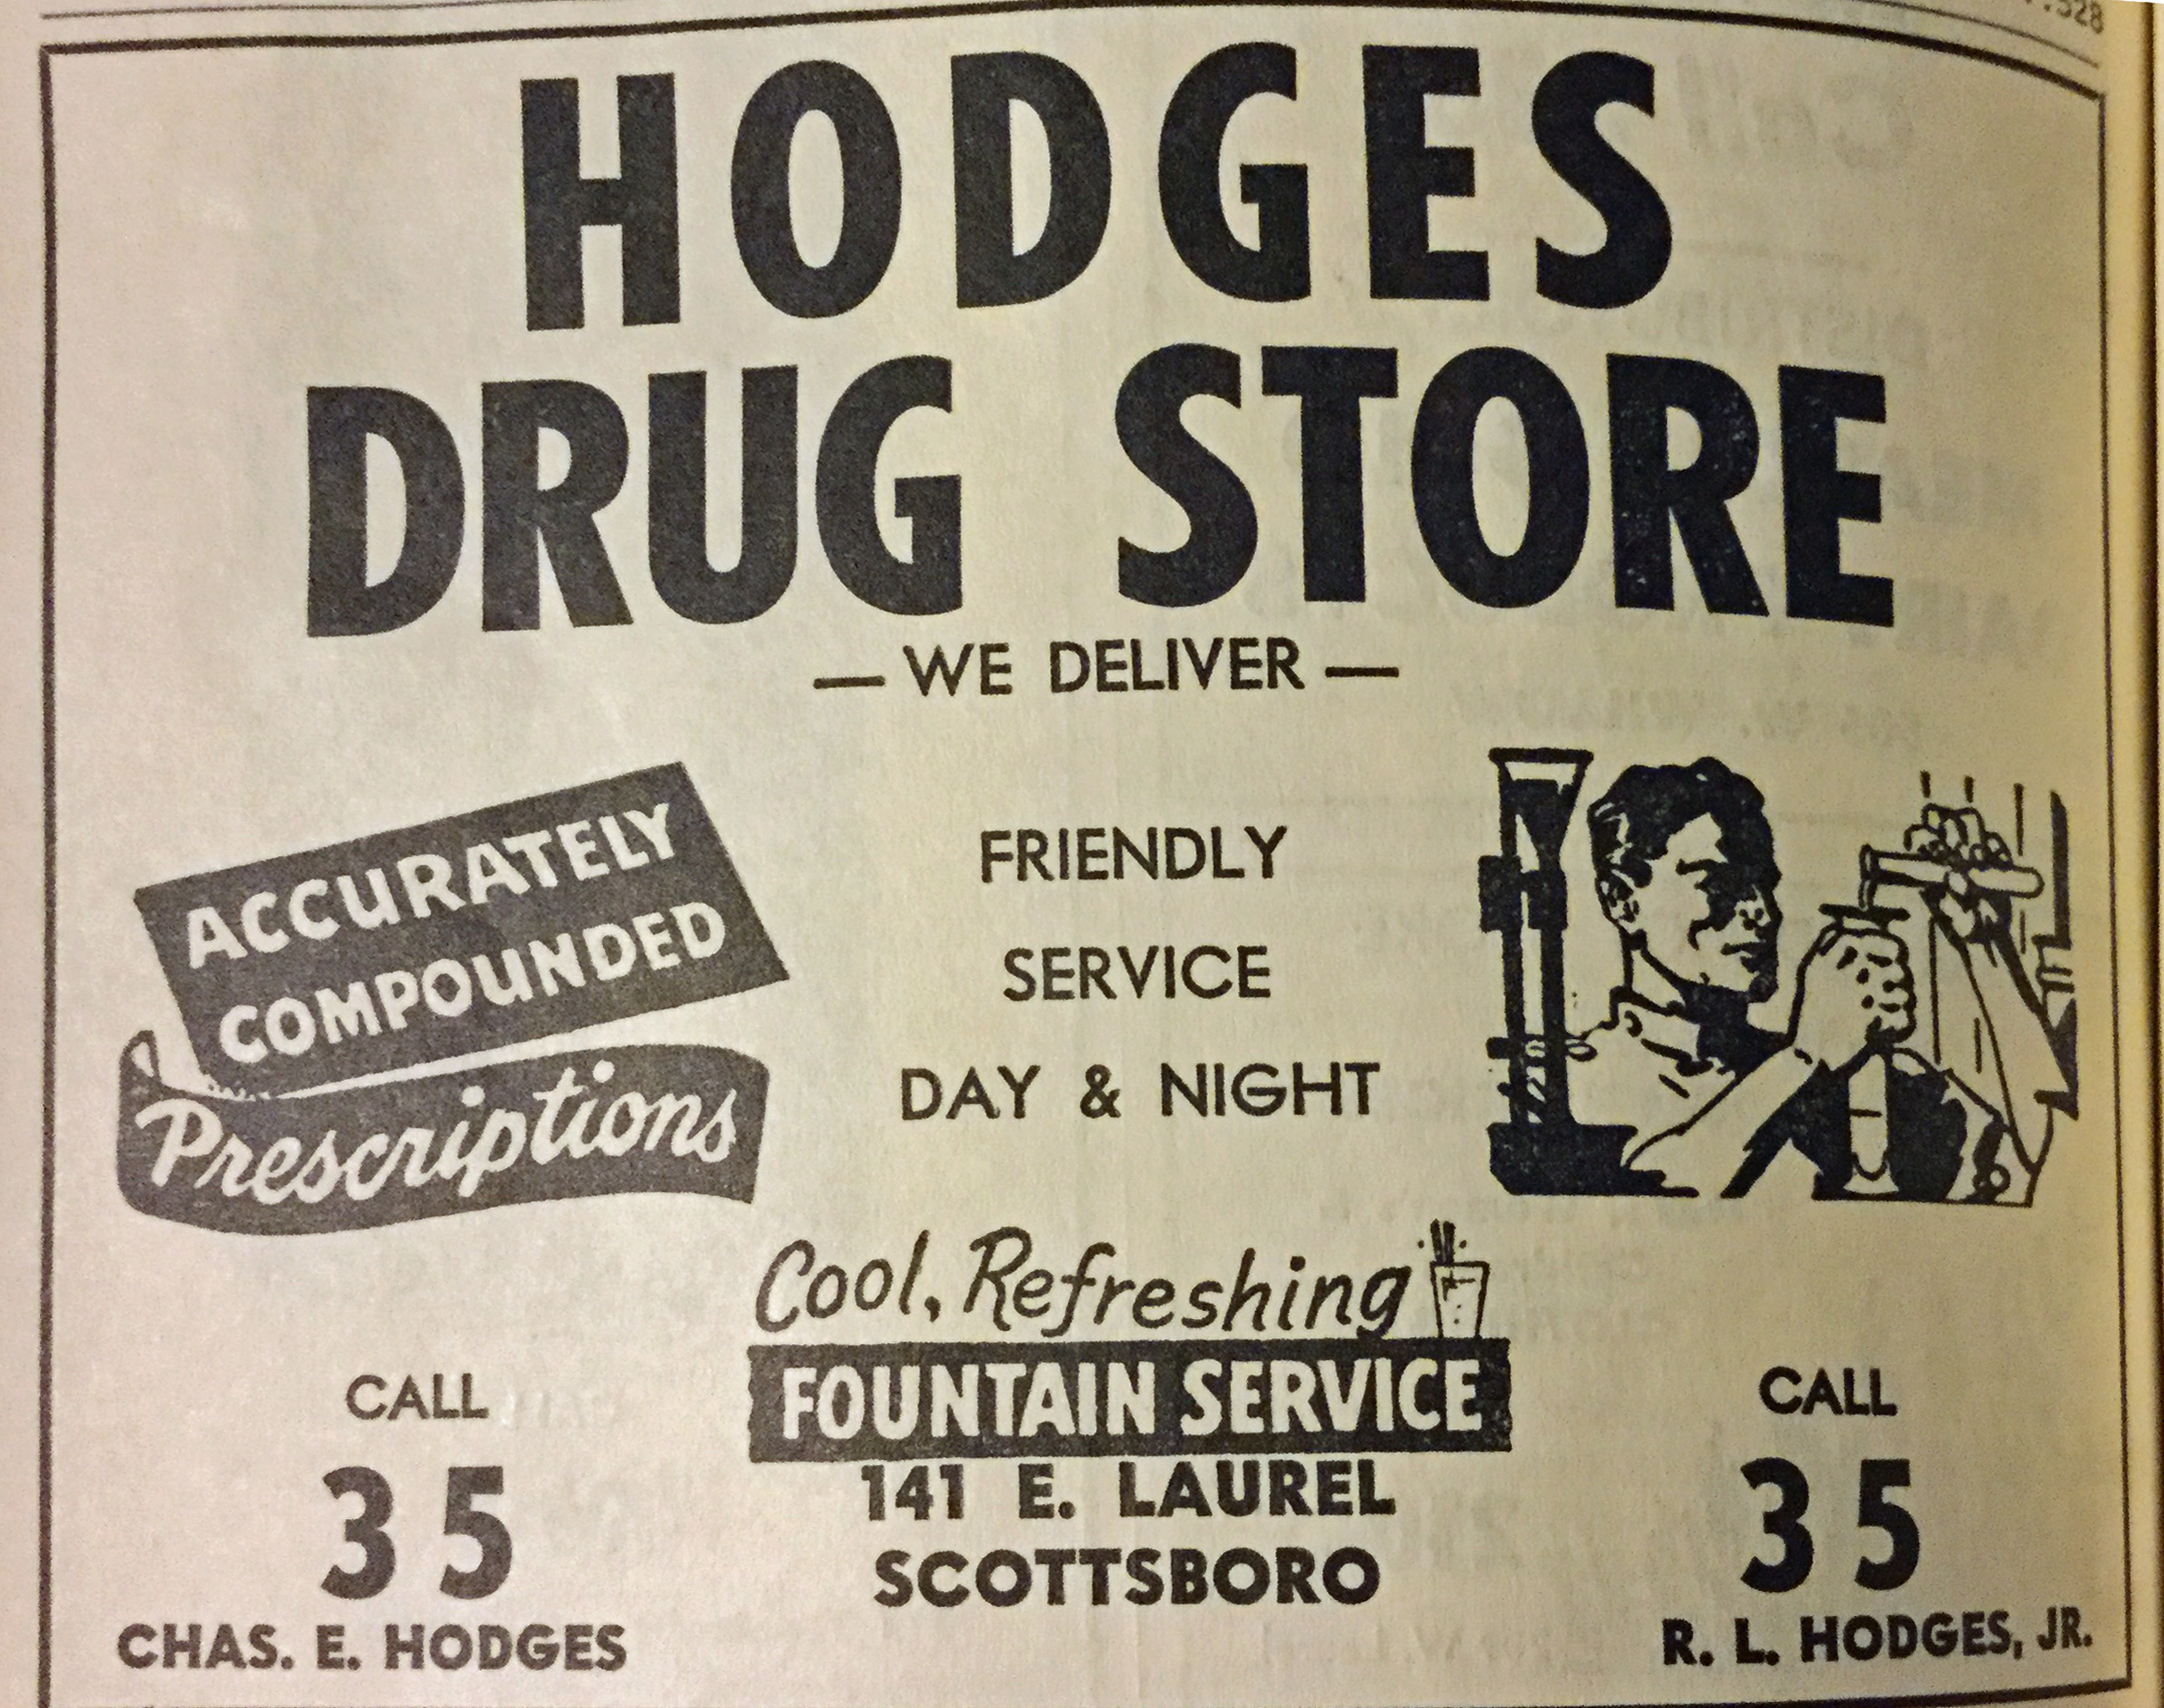 HODGES
DRUG STORE
— WE DELIVER —
ACCURATELY
COMPOUNDED
Prescriptions
FRIENDLY
SERVICE
DAY & NIGHT
Cool, Refreshing
FOUNTAIN SERVICE
141 E. LAUREL
SCOTTSBORO
CALL
35
CHAS. E. HODGES
CALL
35
R. L. HODGES, JR.